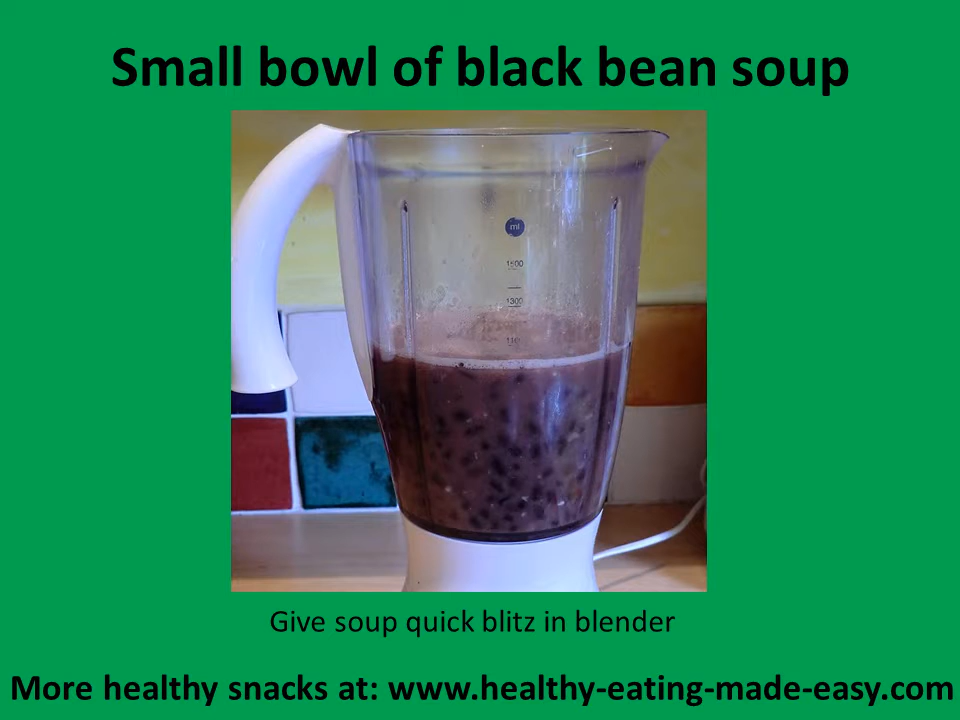 Small bowl of black bean soup
ml
1500
1300
Give soup quick blitz in blender
More healthy snacks at: www.healthy-eating-made-easy.com